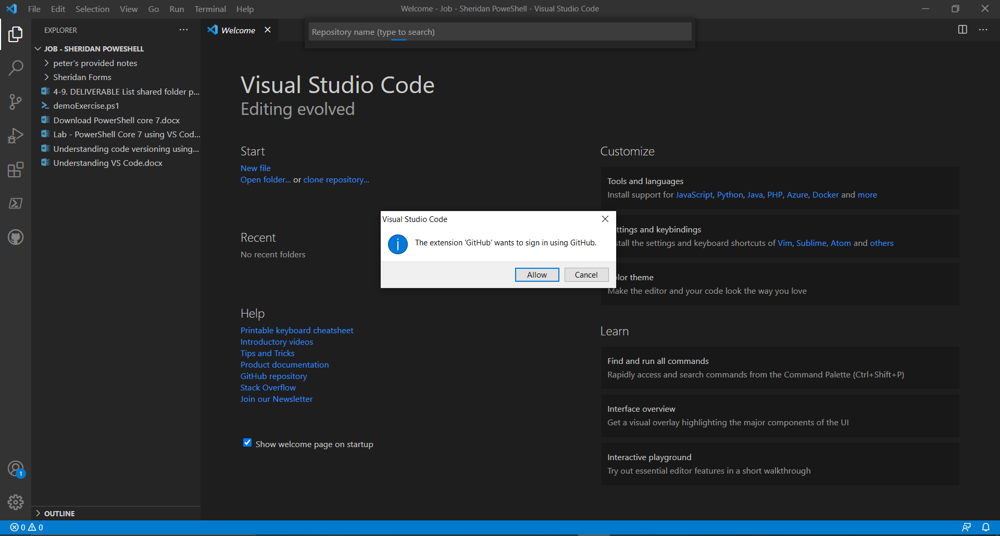 File Edit Selection View Go Run Terminal Help
Welcome - Job - Sheridan PoweShell - Visual Studio Code
EXPLORER
JOB - SHERIDAN POWESHELL
peter's provided notes
Sheridan Forms
4-9. DELIVERABLE List shared folder p...
demoExercise.ps1
Download PowerShell core 7.docx
Lab - PowerShell Core 7 using VS Cod...
Understanding code versioning using...
Understanding VS Code.docx
OUTLINE
Welcome
Repository name (type to search)
Visual Studio Code
Editing evolved
Start
New file
Open folder... or clone repository...
Recent
No recent folders
Help
Printable keyboard cheatsheet
Introductory videos
Tips and Tricks
Product documentation
GitHub repository
Stack Overflow
Join our Newsletter
Show welcome page on startup
Customize
Tools and languages
Install support for JavaScript, Python, Java, PHP, Azure, Docker and more
ttings and keybindings
tall the settings and keyboard shortcuts of Vim, Sublime, Atom and others
lor theme
Make the editor and your code look the way you love
Learn
Find and run all commands
Rapidly access and search commands from the Command Palette (Ctrl+Shift+P)
Interface overview
Get a visual overlay highlighting the major components of the UI
Interactive playground
Try out essential editor features in a short walkthrough
Visual Studio Code
The extension 'GitHub' wants to sign in using GitHub.
Allow
Cancel
1
0 0